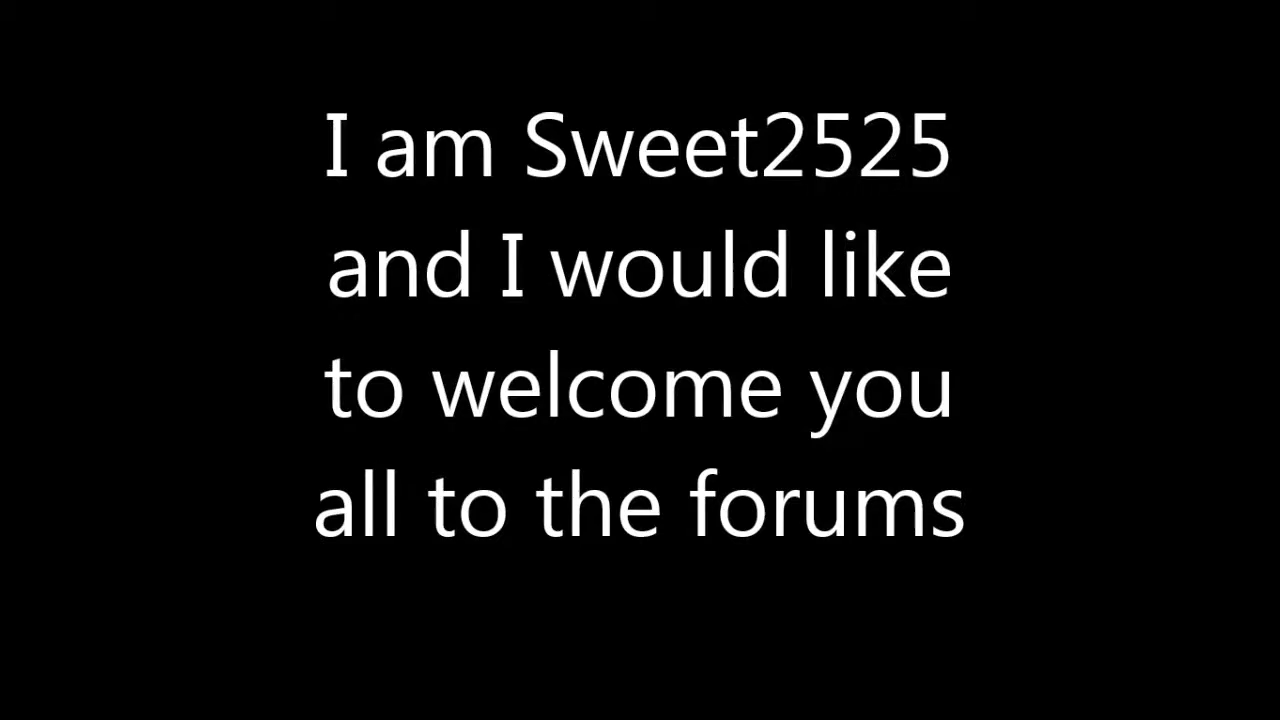 I am Sweet2525
and I would like
to welcome you
all to the forums